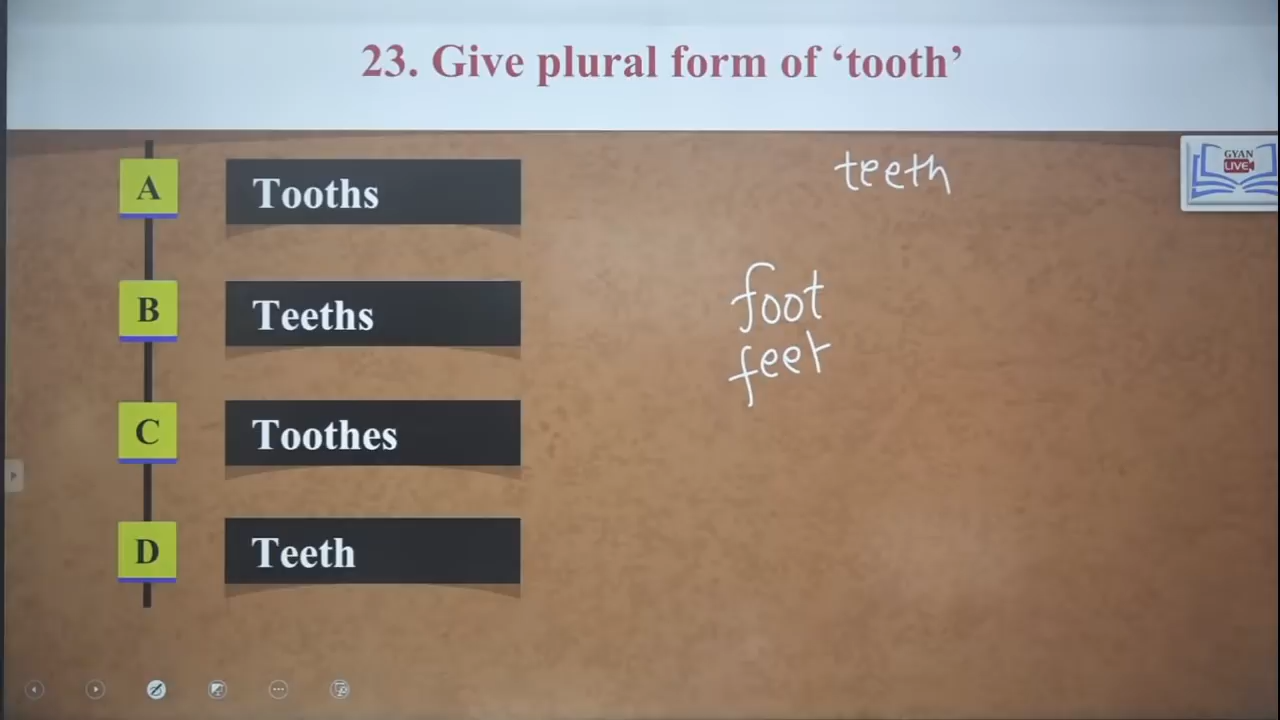 23. Give plural form of ‘tooth’
A Tooths
teeth
GYAN
LIVE
B Teeths
foot
feet
C Toothes
D Teeth